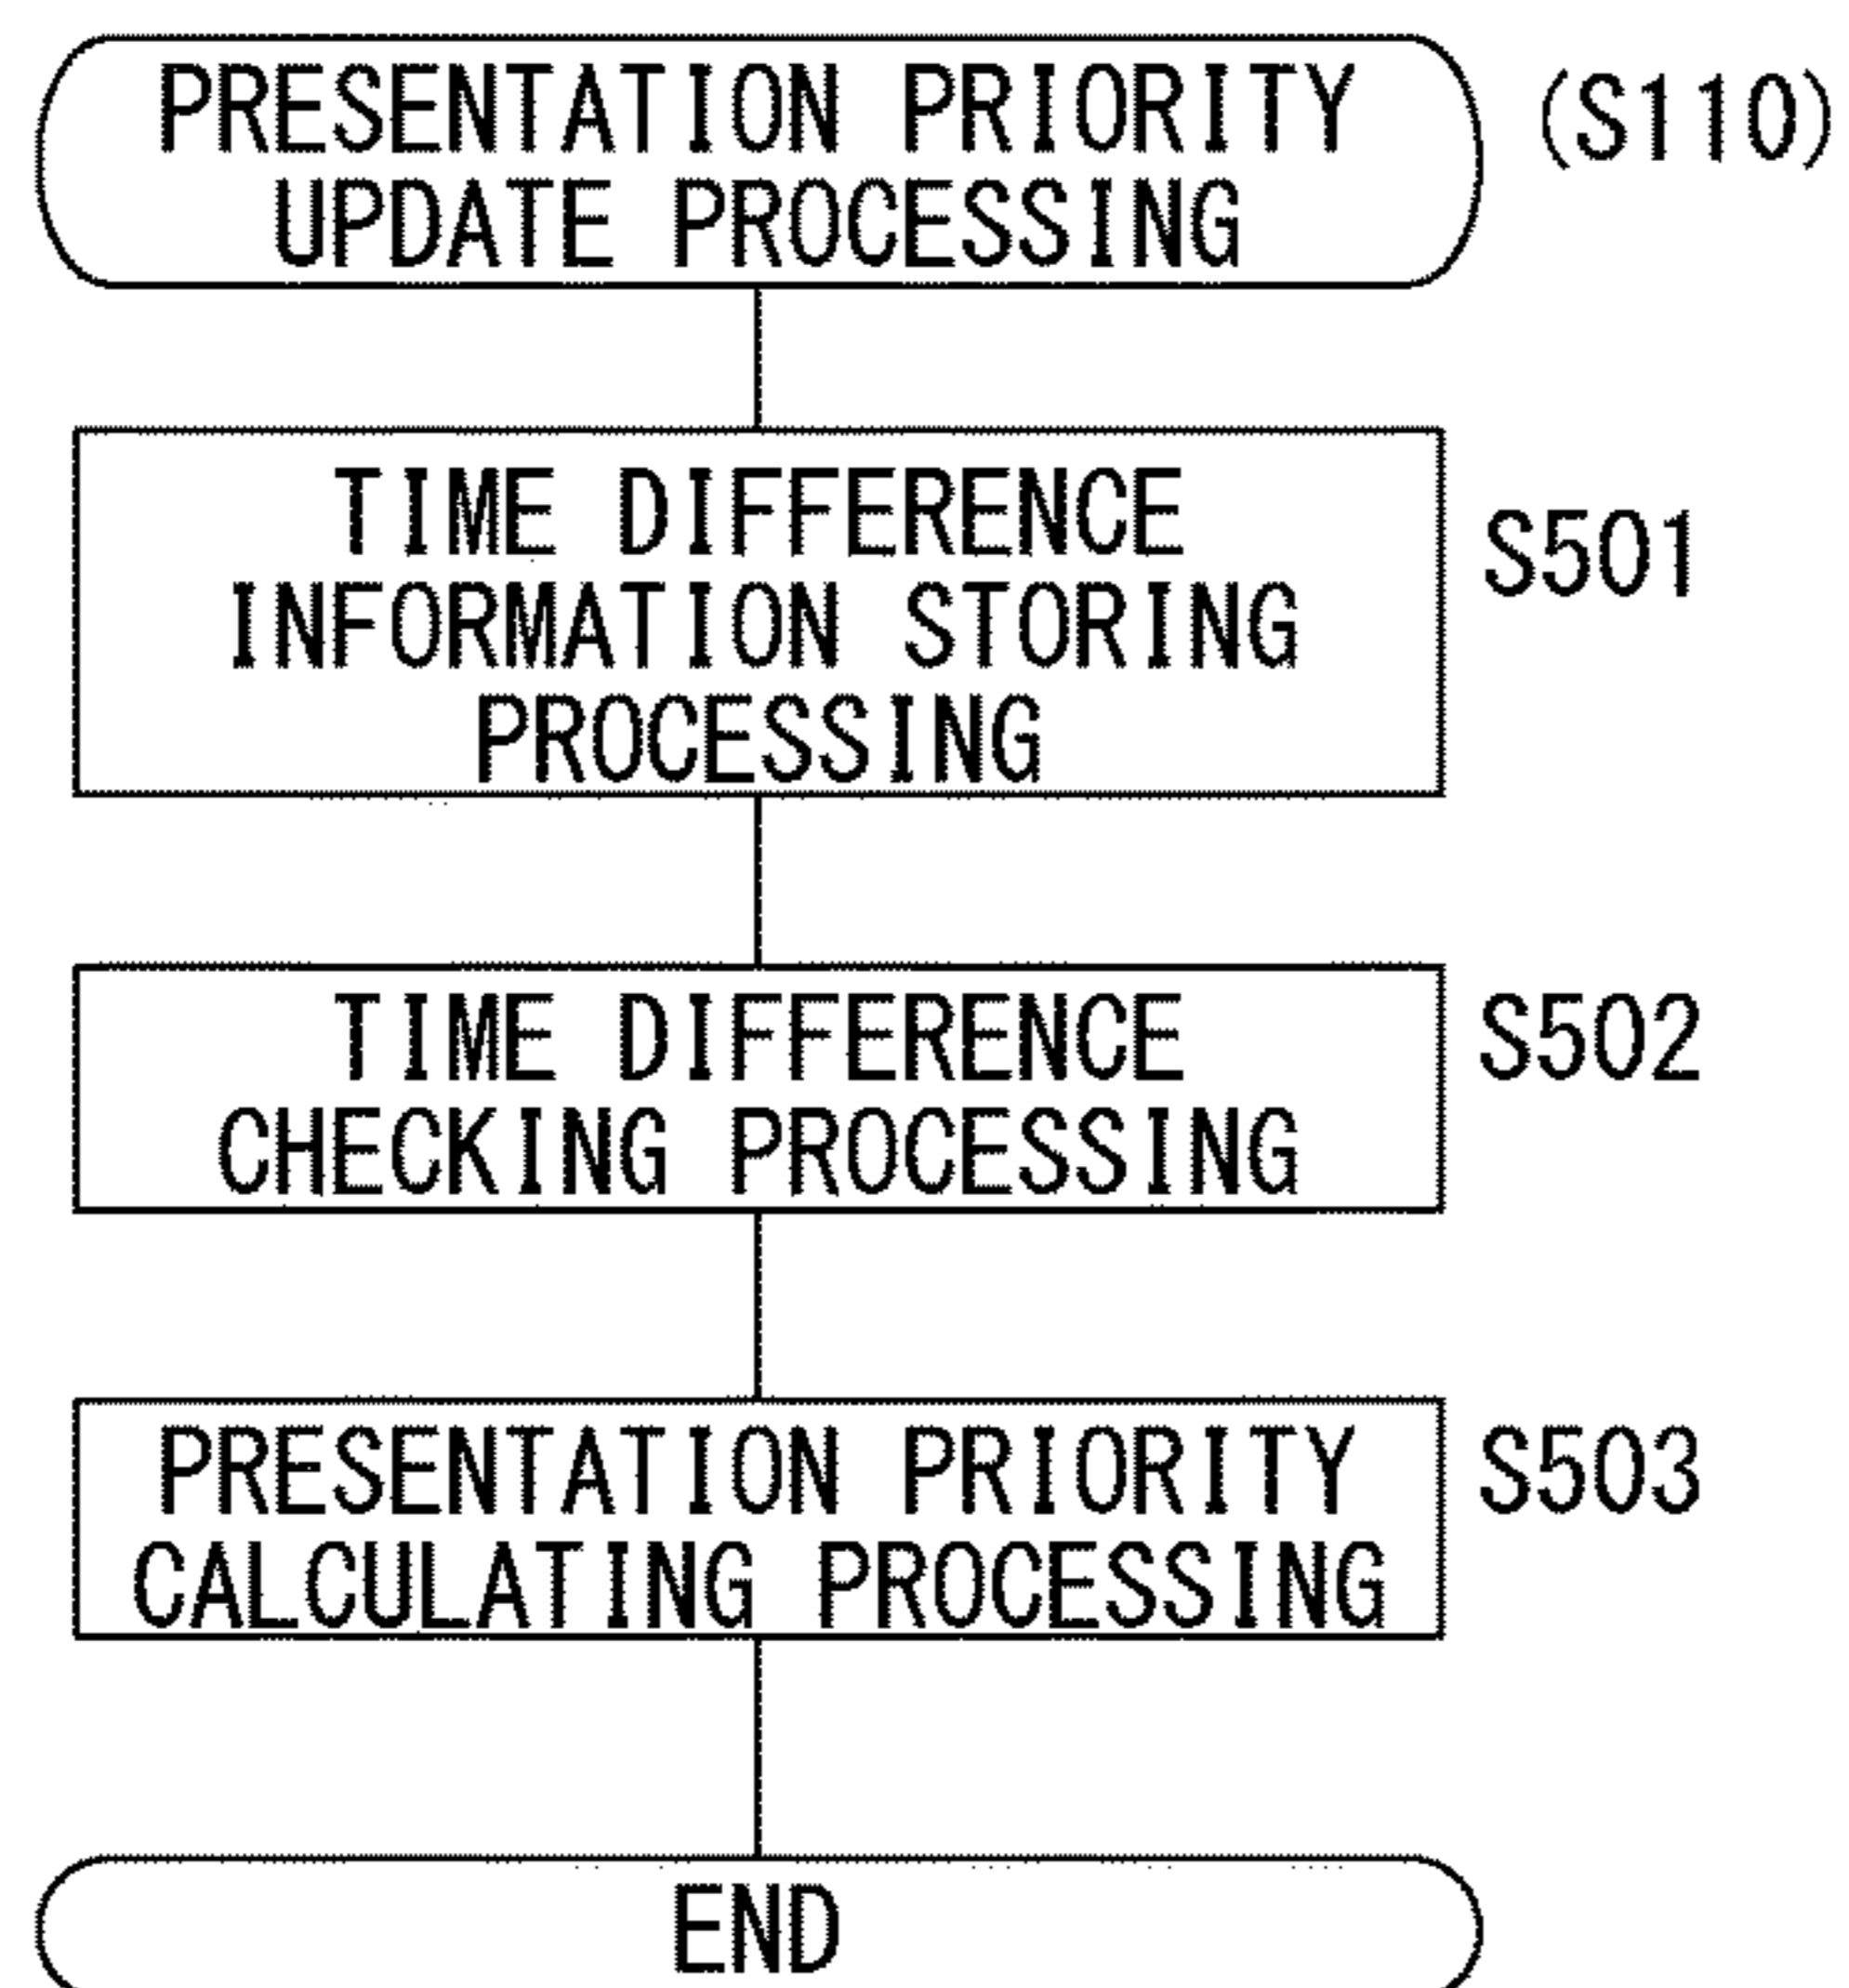 PRESENTATION PRIORITY (S110)
UPDATE PROCESSING
TIME DIFFERENCE
INFORMATION STORING
PROCESSING
S501
TIME DIFFERENCE
CHECKING PROCESSING
S502
PRESENTATION PRIORITY
CALCULATING PROCESSING
S503
END